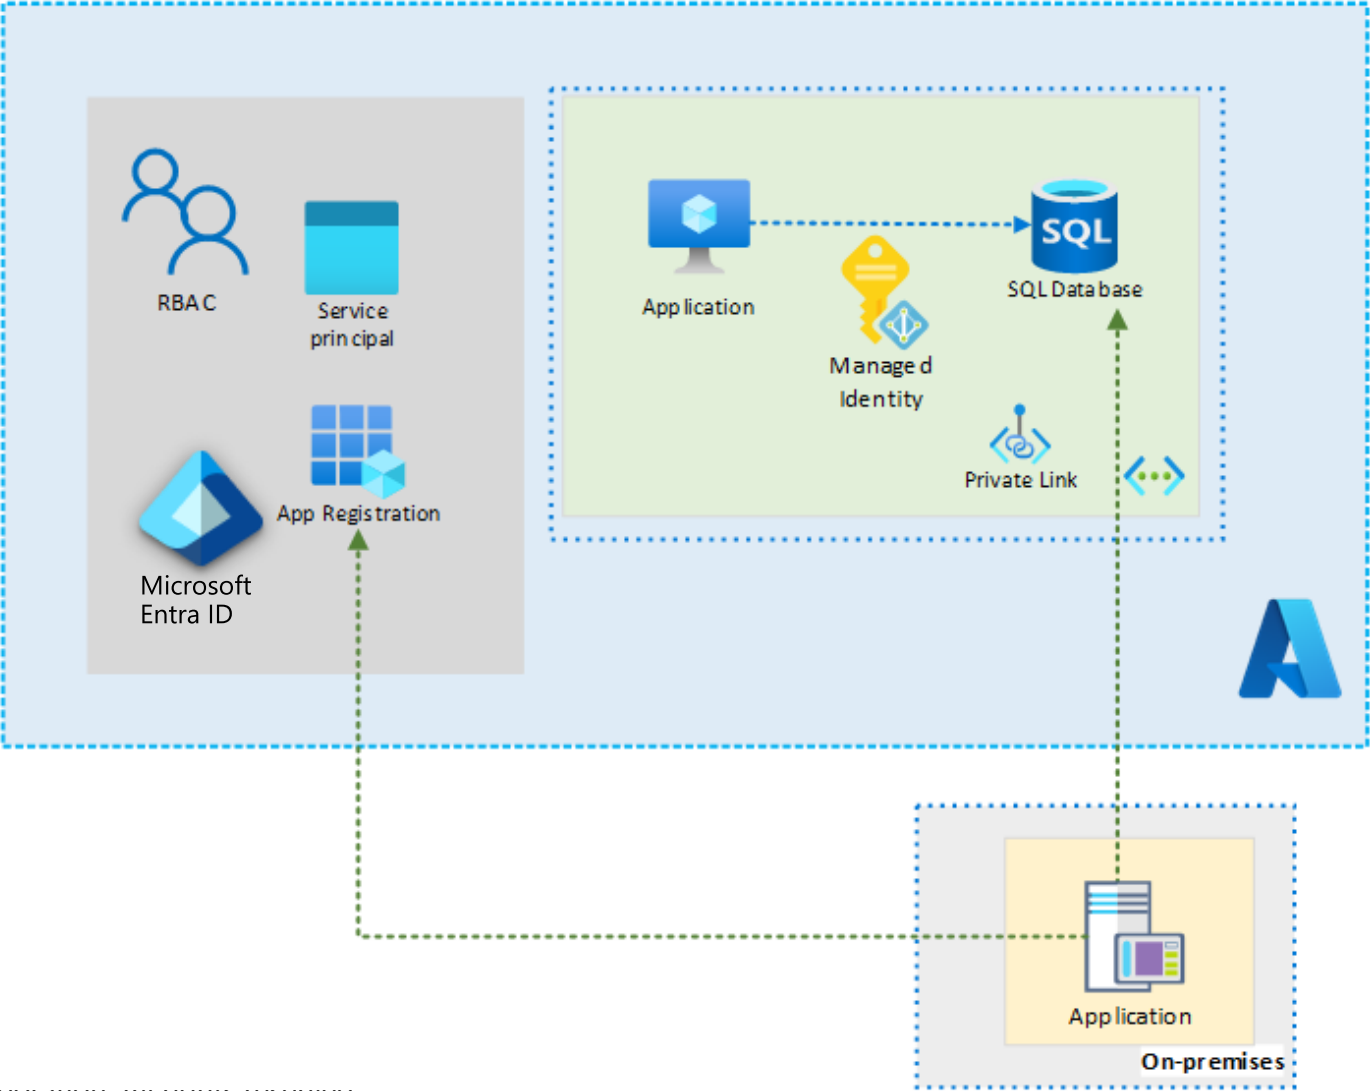 RBAC
Service
principal
App Registration
Microsoft
Entra ID
Application
SQL
SQL Database
Managed
Identity
Private Link
Application
On-premises